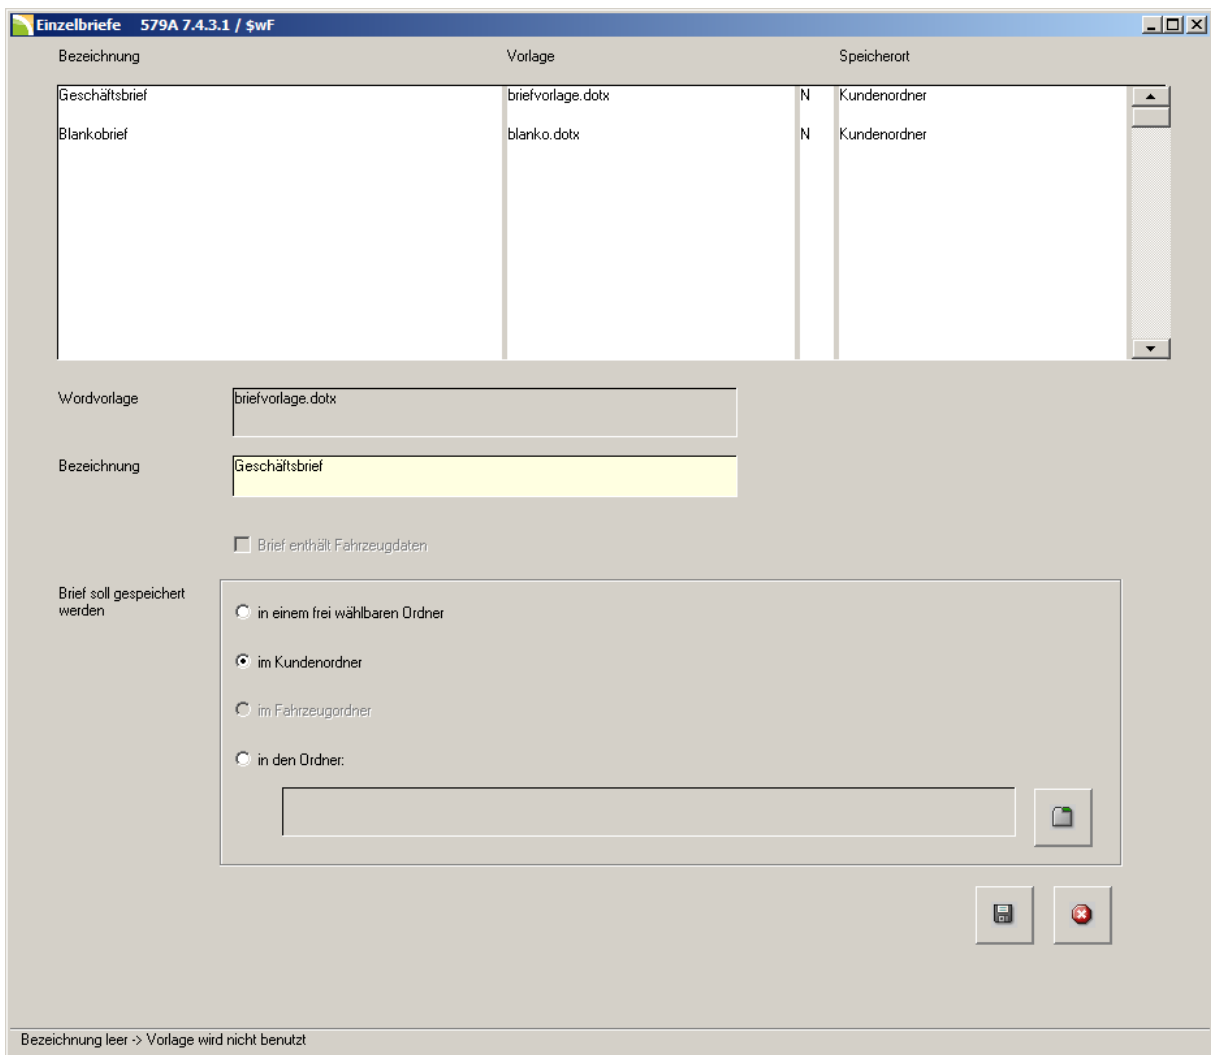 Einzelbriefe 579A 7.4.3.1 / $wF
Bezeichnung Vorlage Speicherort
Geschäftsbrief briefvorlage.dotx N Kundenordner
Blankobrief blanko.dotx N Kundenordner
Wordvorlage briefvorlage.dotx
Bezeichnung Geschäftsbrief
Brief enthält Fahrzeugdaten
Brief soll gespeichert
werden
in einem frei wählbaren Ordner
im Kundenordner
im Fahrzeugordner
in den Ordner:
Bezeichnung leer -> Vorlage wird nicht benutzt